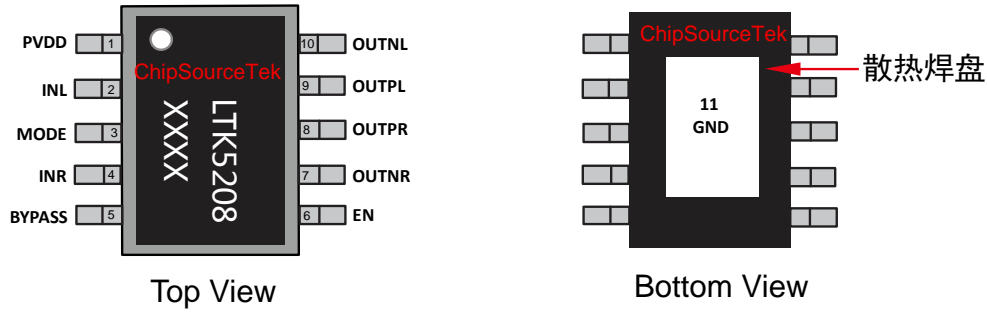 PVDD 1 10 OUTNL
ChipSourceTek
INL 2 9 OUTPL
MODE 3 8 OUTPR
INR 4 7 OUTNR
BYPASS 5 6 EN
LTK5208
XXXX
Top View
ChipSourceTek
散热焊盘
11
GND
Bottom View